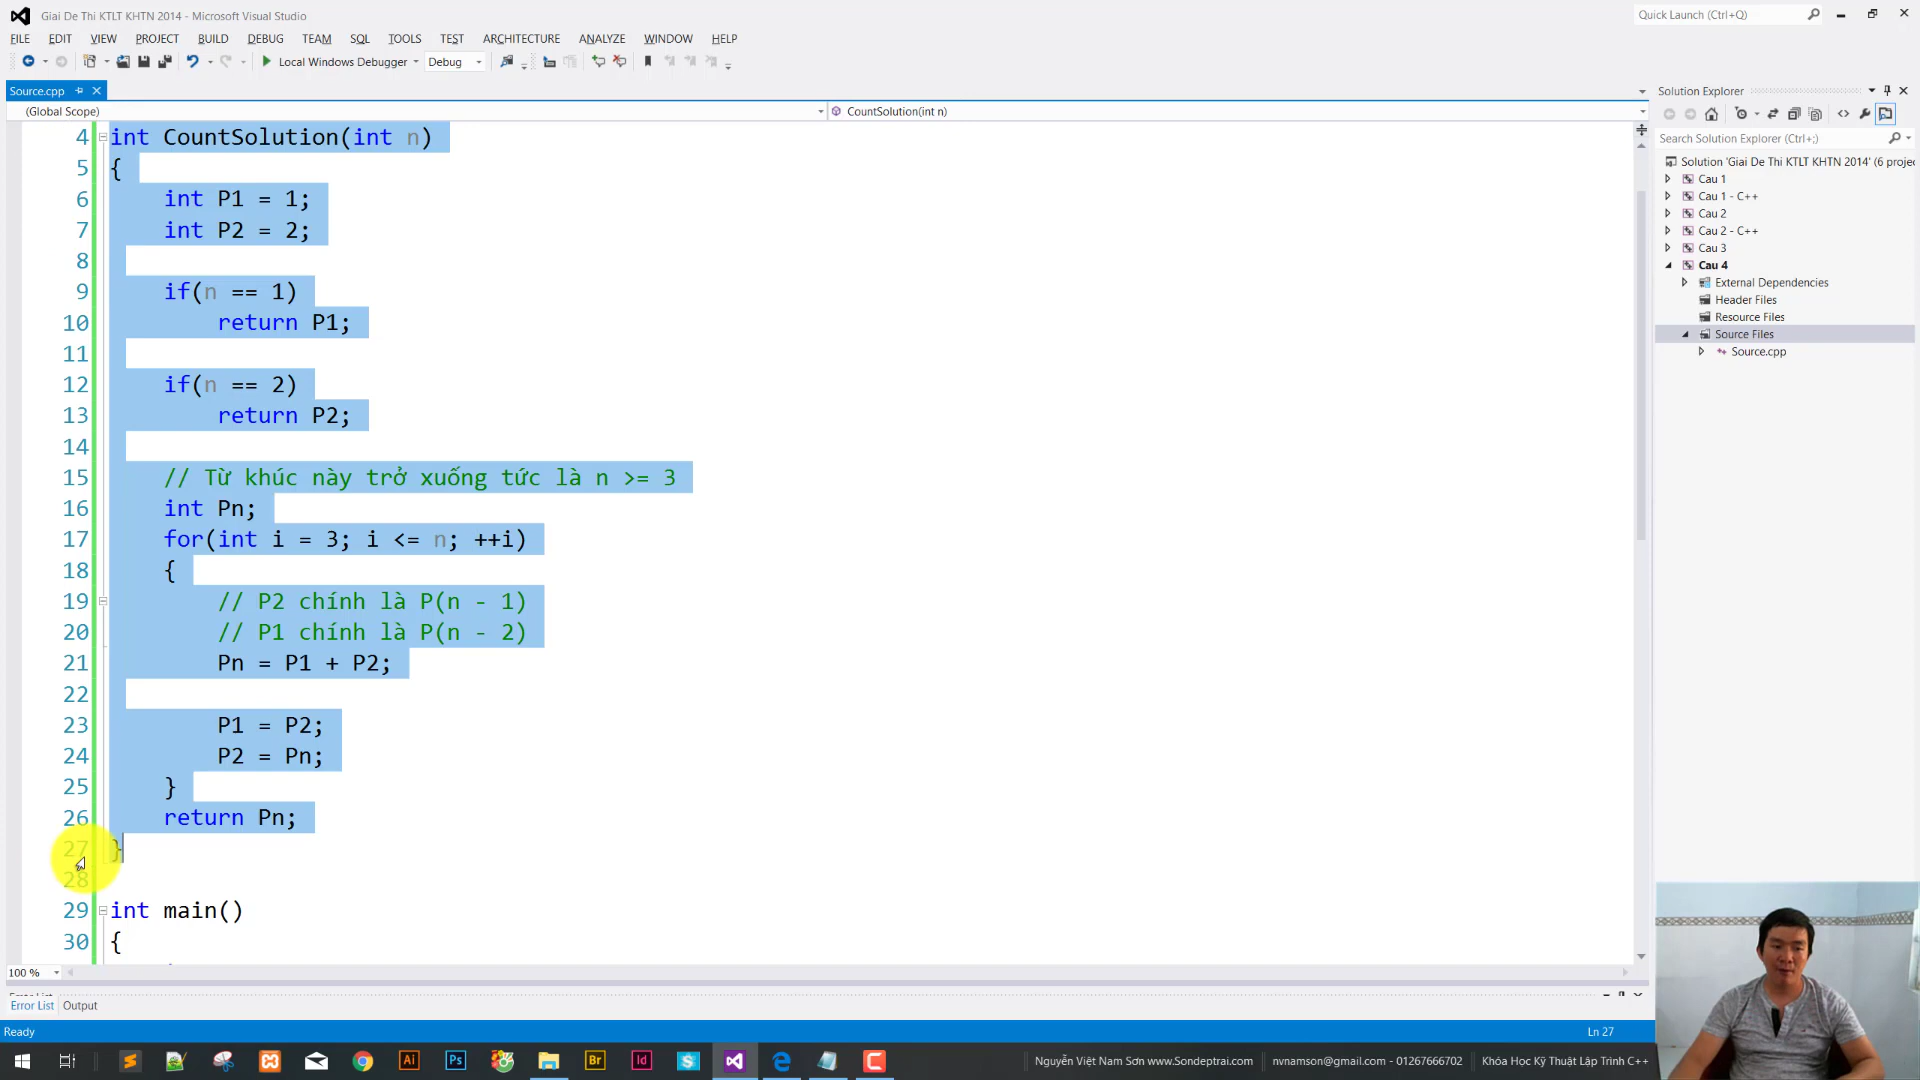 Giai De Thi KTLT KHTN 2014 - Microsoft Visual Studio
Quick Launch (Ctrl+Q)
FILE EDIT VIEW PROJECT BUILD DEBUG TEAM SQL TOOLS TEST ARCHITECTURE ANALYZE WINDOW HELP
Local Windows Debugger Debug
Source.cpp
Solution Explorer
(Global Scope)
CountSolution(int n)
Search Solution Explorer (Ctrl+;)
Solution 'Giai De Thi KTLT KHTN 2014' (6 projec
Cau 1
Cau 1 - C++
Cau 2
Cau 2 - C++
Cau 3
Cau 4
External Dependencies
Header Files
Resource Files
Source Files
Source.cpp
4 int CountSolution(int n)
5 {
6 int P1 = 1;
7 int P2 = 2;
8
9 if(n == 1)
10 return P1;
11
12 if(n == 2)
13 return P2;
14
15 // Từ khúc này trở xuống tức là n >= 3
16 int Pn;
17 for(int i = 3; i <= n; ++i)
18 {
19 // P2 chính là P(n - 1)
20 // P1 chính là P(n - 2)
21 Pn = P1 + P2;
22
23 P1 = P2;
24 P2 = Pn;
25 }
26 return Pn;
27 }
28
29 int main()
30 {
100 %
Error List Output
Ready
Ln 27
Ai Ps Br Id
Nguyễn Việt Nam Sơn www.Sondeptrai.com
nvnamson@gmail.com - 01267666702
Khóa Học Kỹ Thuật Lập Trình C++